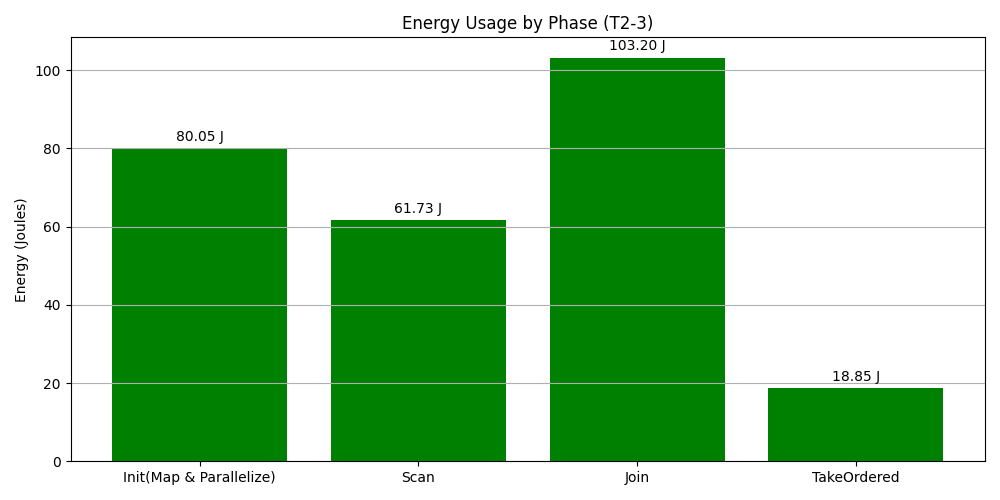 Energy Usage by Phase (T2-3)
Energy (Joules)
100
80
60
40
20
0
80.05 J
61.73 J
103.20 J
18.85 J
Init(Map & Parallelize)
Scan
Join
TakeOrdered